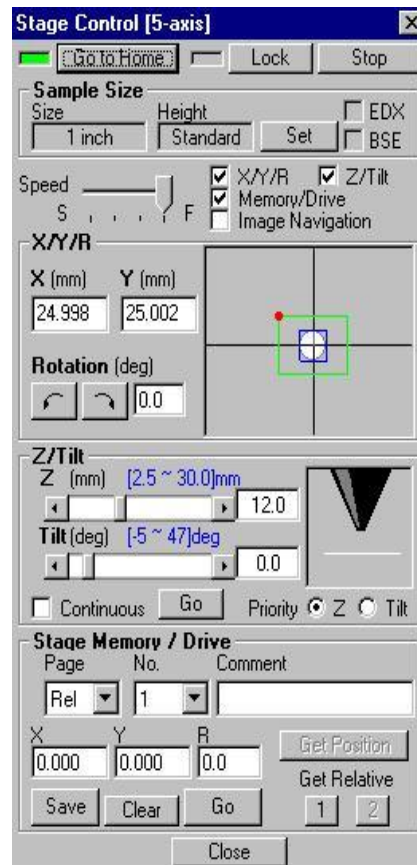 Stage Control [5-axis]
Go to Home Lock Stop
Sample Size
Size Height EDX
1 inch Standard Set BSE
Speed X/Y/R Z/Tilt
S F Memory/Drive
Image Navigation
X/Y/R
X (mm) Y (mm)
24.998 25.002
Rotation (deg)
0.0
Z/Tilt
Z (mm) [2.5 ~ 30.0]mm
12.0
Tilt (deg) [-5 ~ 47]deg
0.0
Continuous Go Priority Z Tilt
Stage Memory / Drive
Page No. Comment
Rel 1
X Y R Get Position
0.000 0.000 0.0
Get Relative
Save Clear Go 1 2
Close